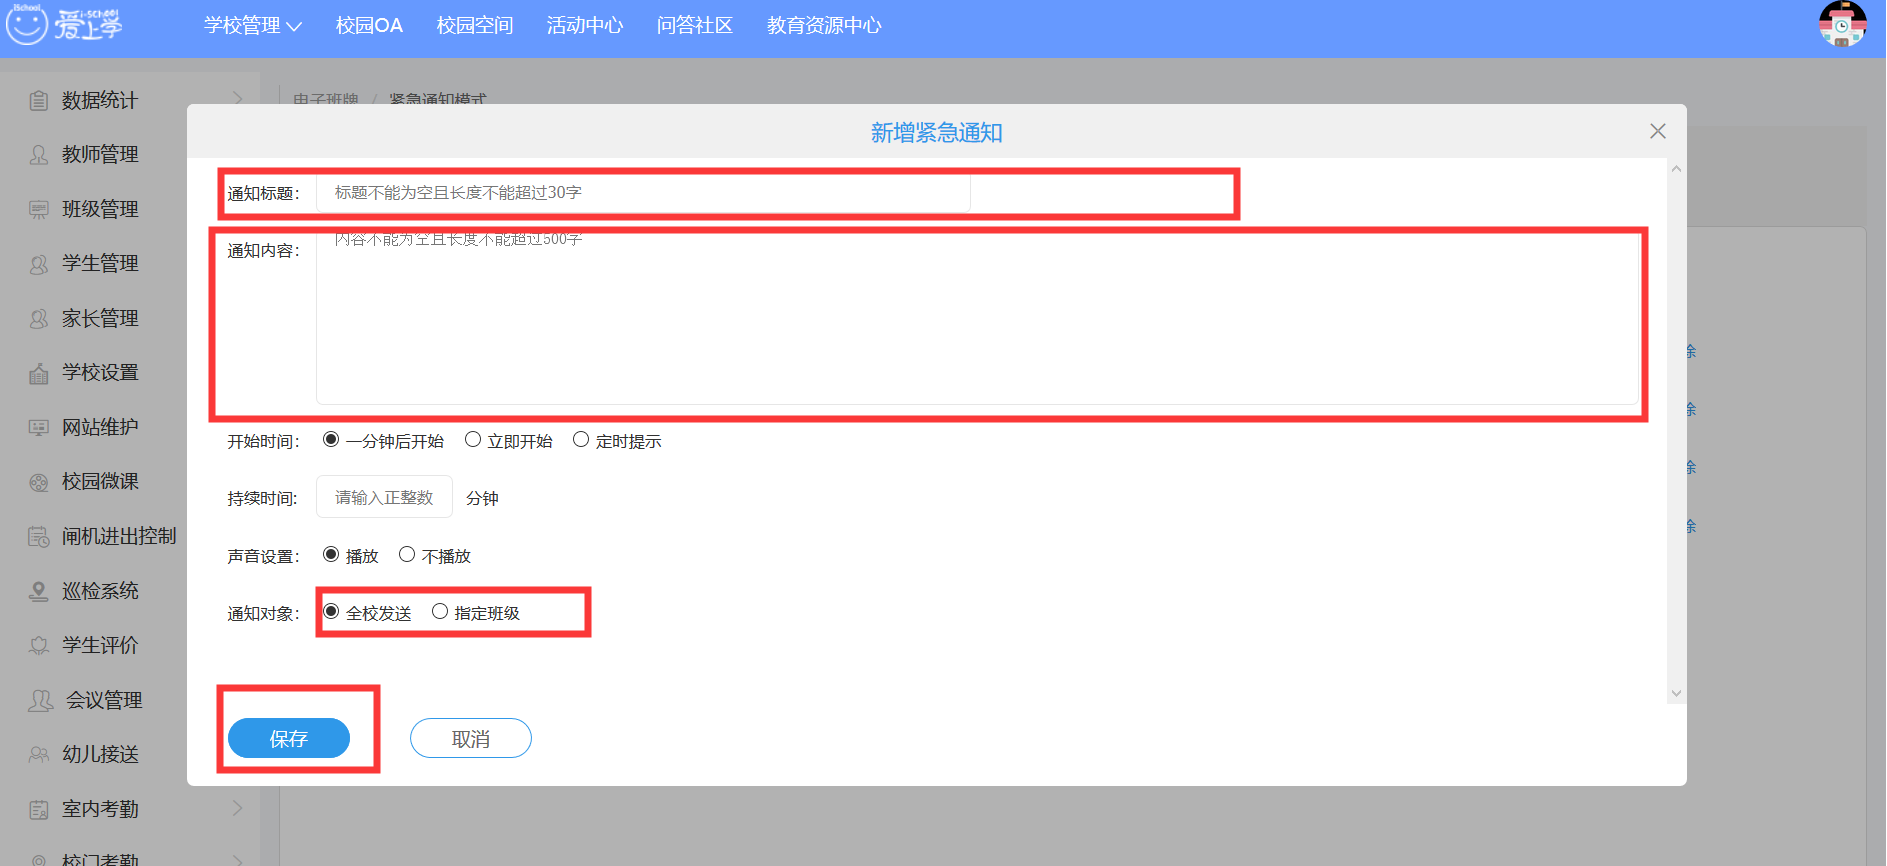 iSchool
爱上学
i-SCHOOL
学校管理 校园OA 校园空间 活动中心 问答社区 教育资源中心
电子班牌 / 紧急通知模式
数据统计
教师管理
班级管理
学生管理
家长管理
学校设置
网站维护
校园微课
闸机进出控制
巡检系统
学生评价
会议管理
幼儿接送
室内考勤
校门考勤
新增紧急通知
通知标题： 标题不能为空且长度不能超过30字
通知内容： 内容不能为空且长度不能超过500字
开始时间： 一分钟后开始 立即开始 定时提示
持续时间: 请输入正整数 分钟
声音设置： 播放 不播放
通知对象： 全校发送 指定班级
保存 取消
除
除
除
除